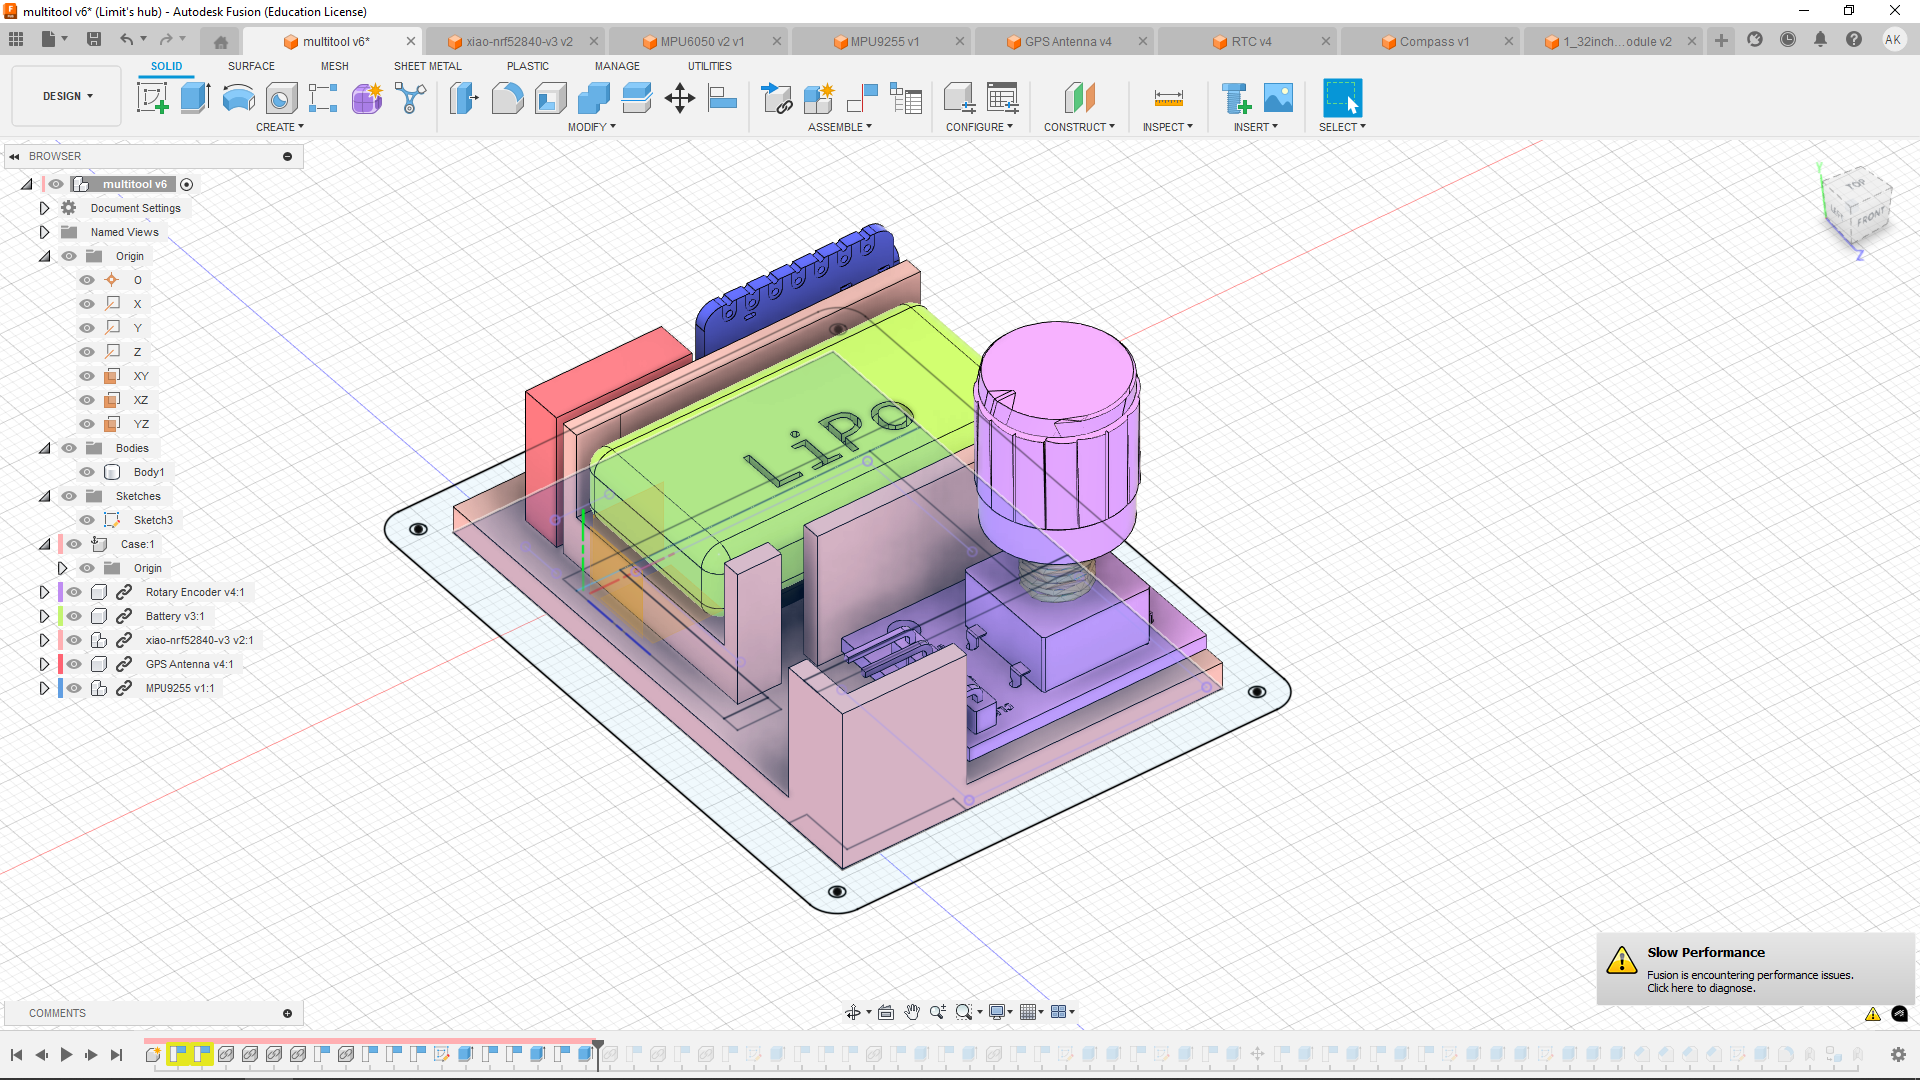 multitool v6* (Limit's hub) - Autodesk Fusion (Education License)
multitool v6*
xiao-nrf52840-v3 v2
MPU6050 v2 v1
MPU9255 v1
GPS Antenna v4
RTC v4
Compass v1
1_32inch...odule v2
AK
SOLID
SURFACE
MESH
SHEET METAL
PLASTIC
MANAGE
UTILITIES
DESIGN
CREATE
MODIFY
ASSEMBLE
CONFIGURE
CONSTRUCT
INSPECT
INSERT
SELECT
BROWSER
multitool v6
Document Settings
Named Views
Origin
O
X
Y
Z
XY
XZ
YZ
Bodies
Body1
Sketches
Sketch3
Case:1
Origin
Rotary Encoder v4:1
Battery v3:1
xiao-nrf52840-v3 v2:1
GPS Antenna v4:1
MPU9255 v1:1
LiPO
Y
TOP
LEFT
FRONT
Z
Slow Performance
Fusion is encountering performance issues.
Click here to diagnose.
COMMENTS